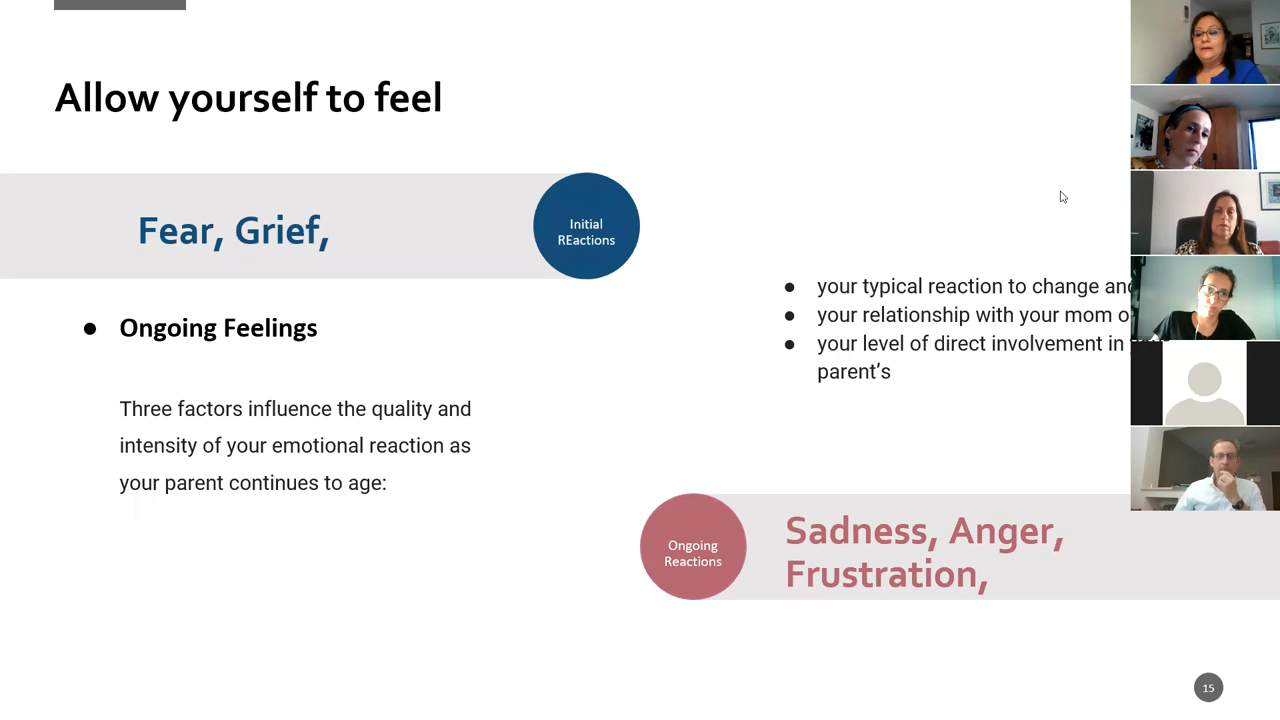 Allow yourself to feel
Fear, Grief,
Initial
REactions
● Ongoing Feelings
Three factors influence the quality and
intensity of your emotional reaction as
your parent continues to age:
● your typical reaction to change
● your relationship with your mom
● your level of direct involvement in
parent's
Ongoing
Reactions
Sadness, Anger,
Frustration,
15